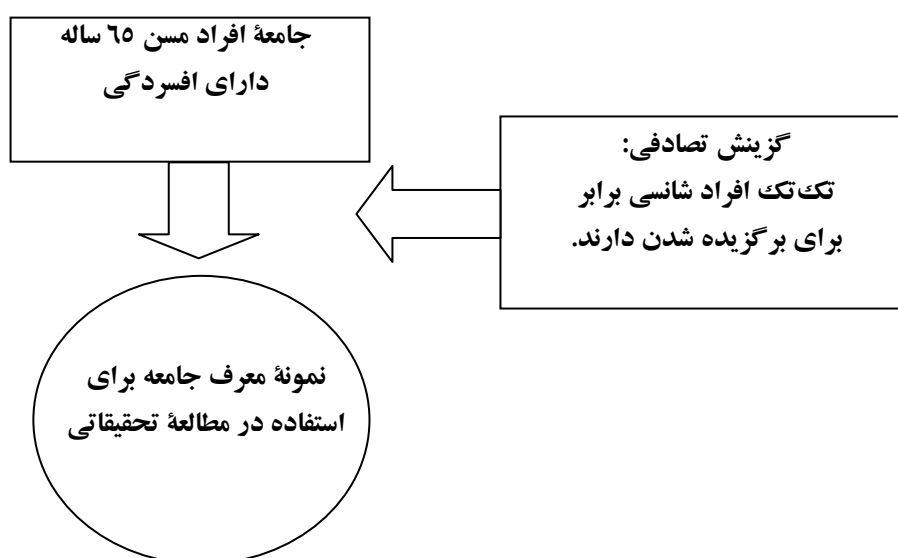 جامعهٔ افراد مسن ٦٥ ساله
دارای افسردگی
گزینش تصادفی:
تک‌تک افراد شانسی برابر
برای برگزیده شدن دارند.
نمونهٔ معرف جامعه برای
استفاده در مطالعهٔ تحقیقاتی